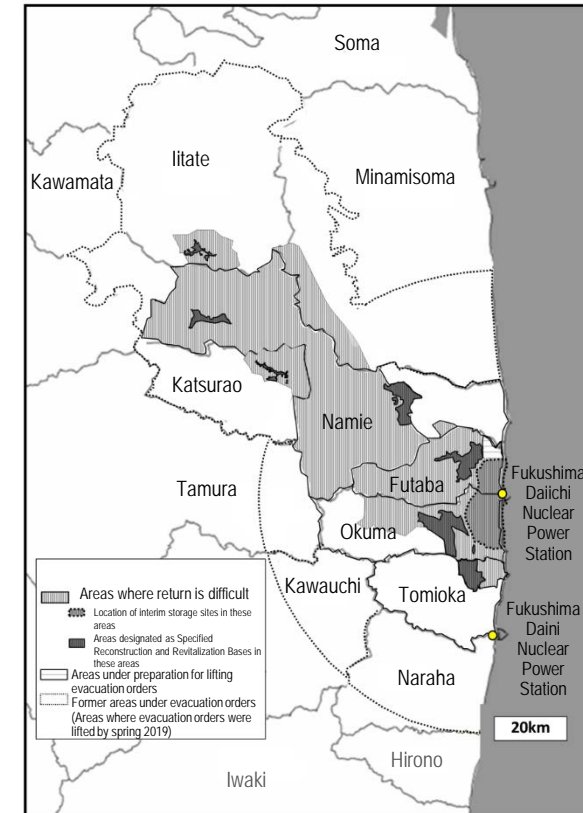 Soma
Iitate
Kawamata
Minamisoma
Katsurao
Namie
Fukushima
Daiichi
Nuclear
Power
Station
Futaba
Tamura
Okuma
Areas where return is difficult
Location of interim storage sites in these
areas
Areas designated as Specified
Reconstruction and Revitalization Bases in
these areas
Areas under preparation for lifting
evacuation orders
Former areas under evacuation orders
(Areas where evacuation orders were
lifted by spring 2019)
Kawauchi
Tomioka
Fukushima
Daini
Nuclear
Power
Station
Naraha
20km
Hirono
Iwaki